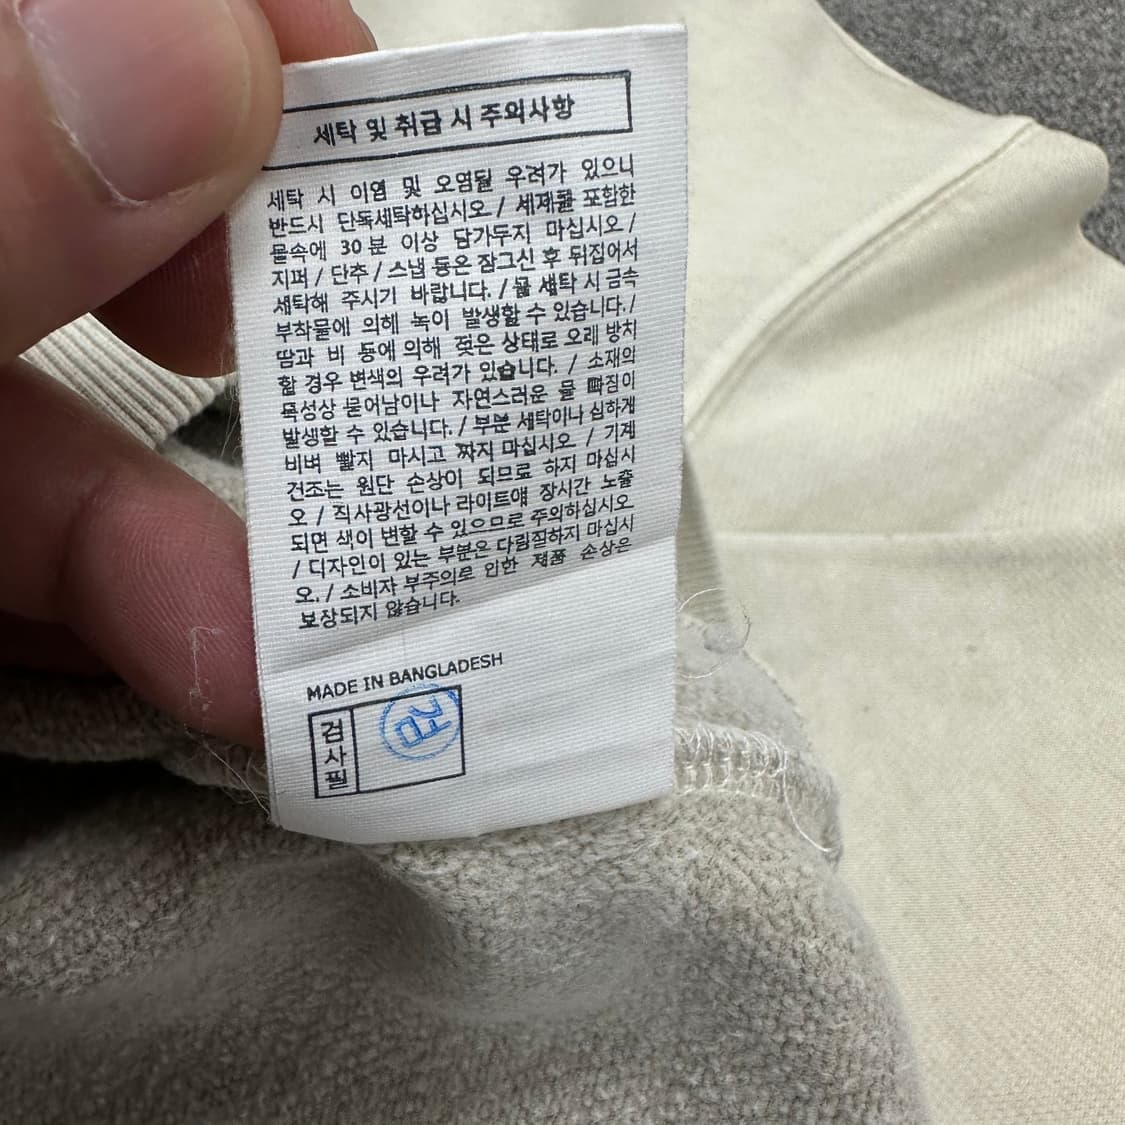 세탁 및 취급 시 주의사항
세탁 시 이염 및 오염될 우려가 있으니
반드시 단독세탁하십시오 / 세제를 포함한
물속에 30 분 이상 담가두지 마십시오 /
지퍼 / 단추 / 스냅 등은 잠그신 후 뒤집어서
세탁해 주시기 바랍니다. / 물 세탁 시 금속
부착물에 의해 녹이 발생할 수 있습니다. /
땀과 비 등에 의해 젖은 상태로 오래 방치
할 경우 변색의 우려가 있습니다. / 소재의
특성상 묻어남이나 자연스러운 물 빠짐이
발생할 수 있습니다. / 부분 세탁이나 심하게
비벼 빨지 마시고 짜지 마십시오 / 기계
건조는 원단 손상이 되므로 하지 마십시
오 / 직사광선이나 라이트에 장시간 노출
되면 색이 변할 수 있으므로 주의하십시오
/ 디자인이 있는 부분은 다림질하지 마십시
오. / 소비자 부주의로 인한 제품 손상은
보상되지 않습니다.
MADE IN BANGLADESH
검사필